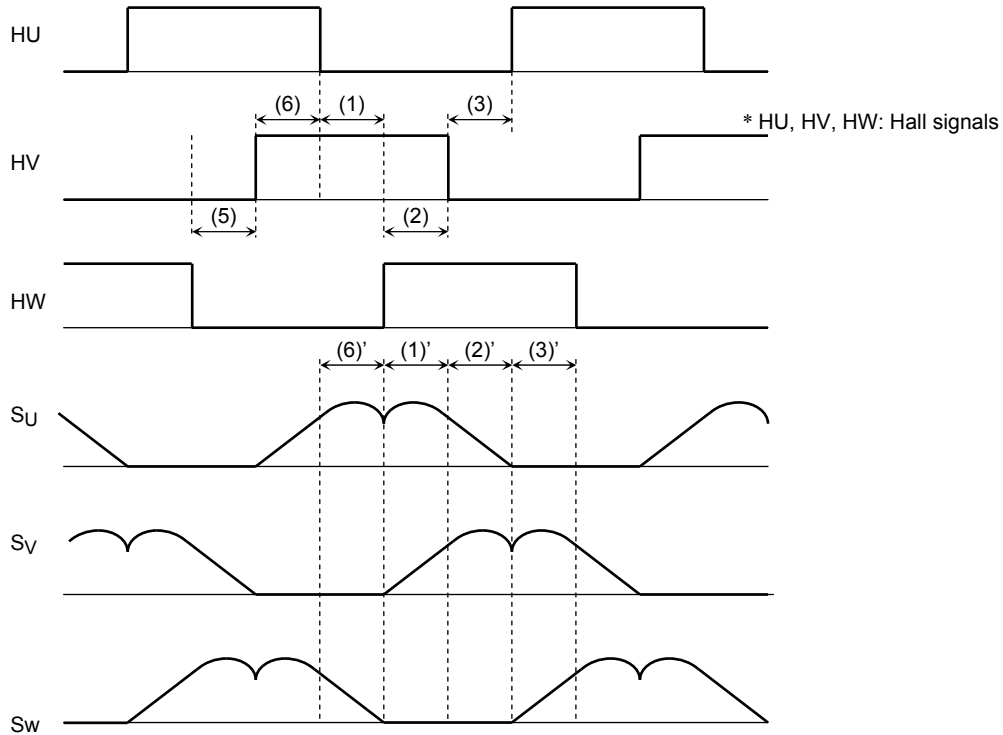 HU
(6) (1) (3)
* HU, HV, HW: Hall signals
HV
(5) (2)
HW
(6)’ (1)’ (2)’ (3)’
SU
SV
SW